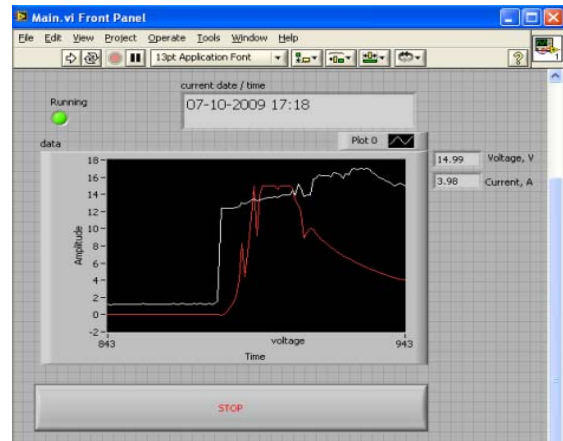 Main.vi Front Panel
File Edit View Project Operate Tools Window Help
13pt Application Font
?
1
current date / time
Running
07-10-2009 17:18
data
Plot 0
18
16
14
12
10
8
6
4
2
0
-2
Amplitude
843
943
voltage
Time
14.99 Voltage, V
3.98 Current, A
STOP